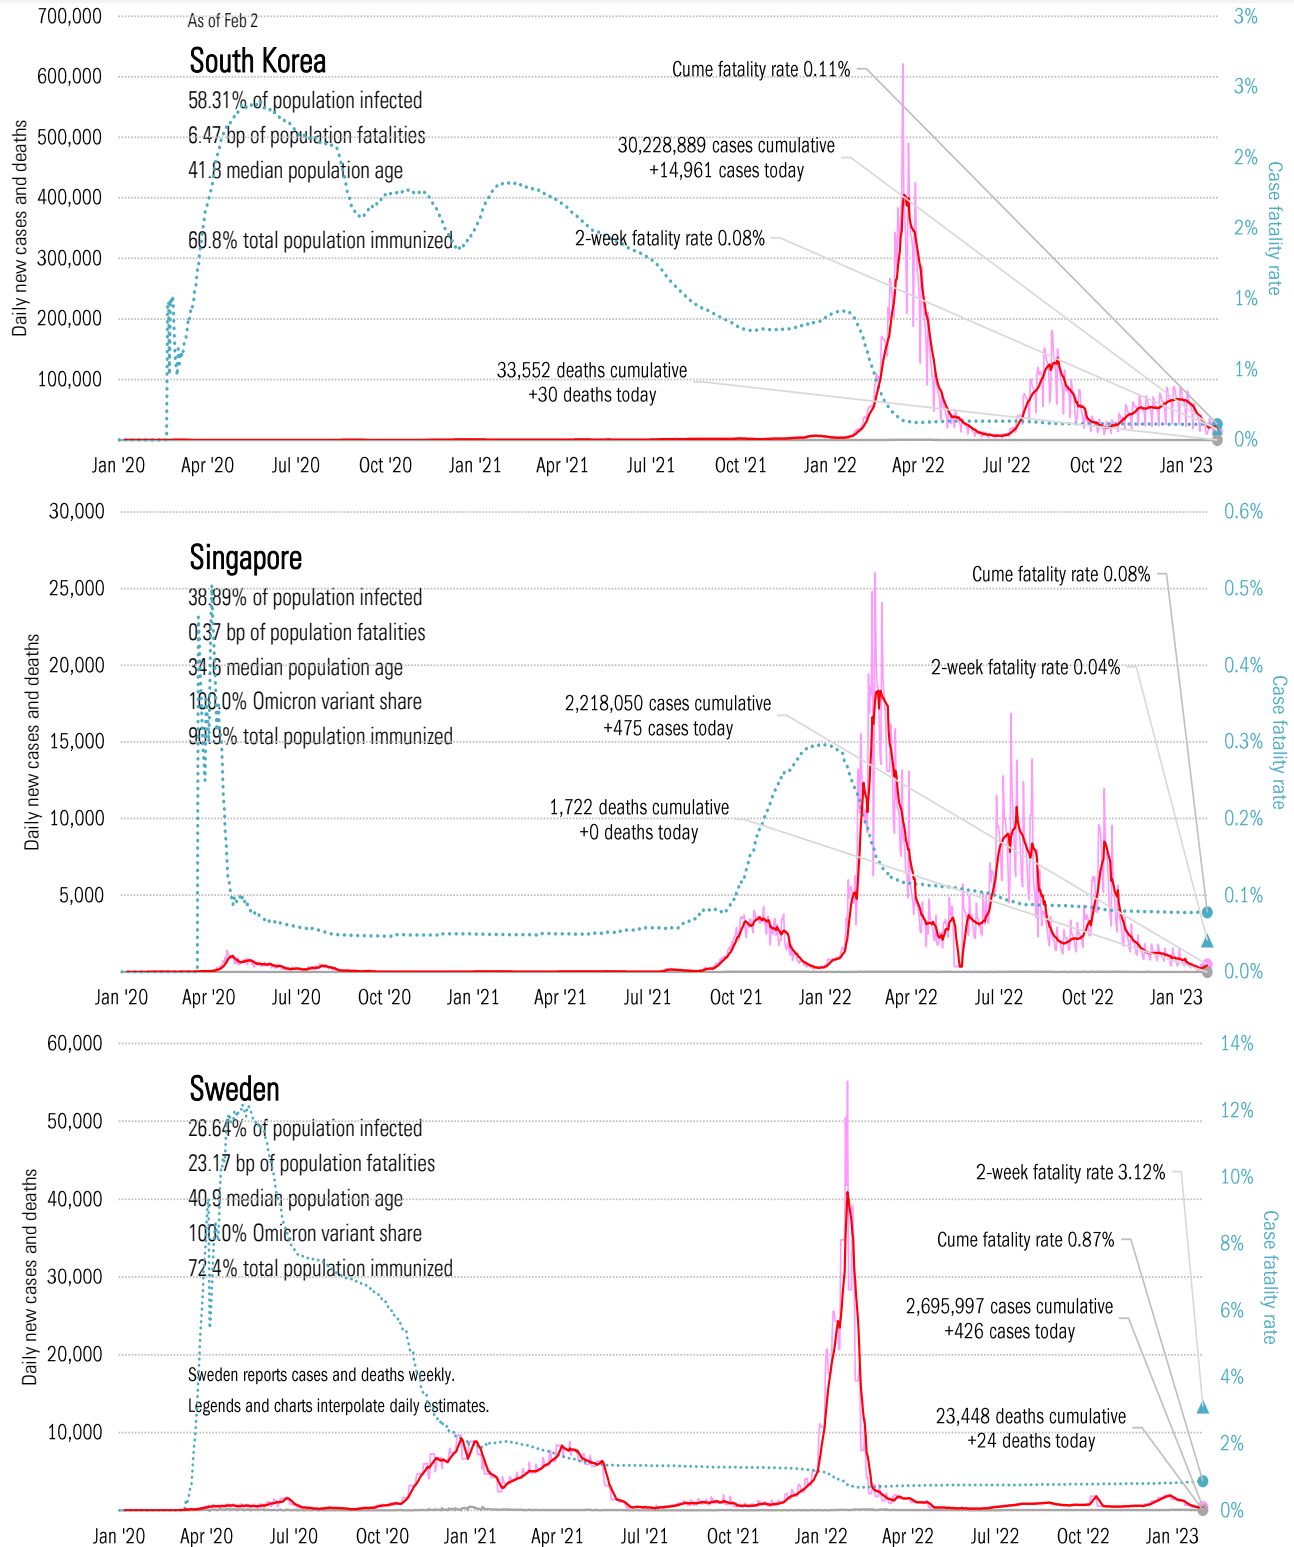 As of Feb 2
South Korea
58.31% of population infected
6.47 bp of population fatalities
41.8 median population age
60.8% total population immunized
Cume fatality rate 0.11%
30,228,889 cases cumulative
+14,961 cases today
2-week fatality rate 0.08%
33,552 deaths cumulative
+30 deaths today
Daily new cases and deaths
700,000
600,000
500,000
400,000
300,000
200,000
100,000
Case fatality rate
3%
3%
2%
2%
1%
1%
0%
Jan '20 Apr '20 Jul '20 Oct '20 Jan '21 Apr '21 Jul '21 Oct '21 Jan '22 Apr '22 Jul '22 Oct '22 Jan '23
Singapore
38.89% of population infected
0.37 bp of population fatalities
34.6 median population age
100.0% Omicron variant share
90.9% total population immunized
Cume fatality rate 0.08%
2-week fatality rate 0.04%
2,218,050 cases cumulative
+475 cases today
1,722 deaths cumulative
+0 deaths today
Daily new cases and deaths
30,000
25,000
20,000
15,000
10,000
5,000
Case fatality rate
0.6%
0.5%
0.4%
0.3%
0.2%
0.1%
0.0%
Jan '20 Apr '20 Jul '20 Oct '20 Jan '21 Apr '21 Jul '21 Oct '21 Jan '22 Apr '22 Jul '22 Oct '22 Jan '23
Sweden
26.64% of population infected
23.17 bp of population fatalities
40.9 median population age
100.0% Omicron variant share
72.4% total population immunized
Sweden reports cases and deaths weekly.
Legends and charts interpolate daily estimates.
2-week fatality rate 3.12%
Cume fatality rate 0.87%
2,695,997 cases cumulative
+426 cases today
23,448 deaths cumulative
+24 deaths today
Daily new cases and deaths
60,000
50,000
40,000
30,000
20,000
10,000
Case fatality rate
14%
12%
10%
8%
6%
4%
2%
0%
Jan '20 Apr '20 Jul '20 Oct '20 Jan '21 Apr '21 Jul '21 Oct '21 Jan '22 Apr '22 Jul '22 Oct '22 Jan '23